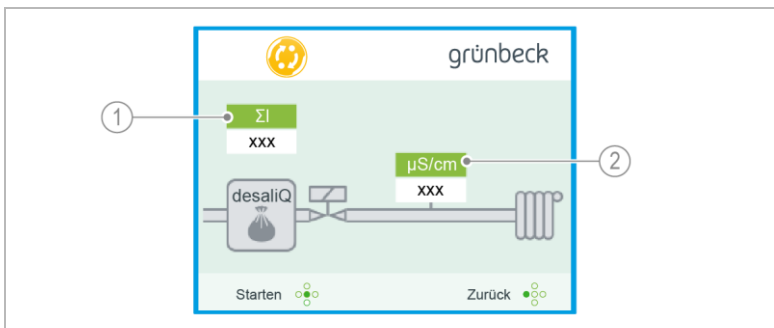 grünbeck
1
Σl
xxx
2
µS/cm
xxx
desaliQ
Starten
Zurück